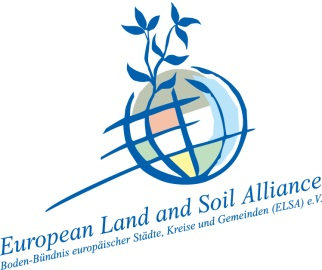 European Land and Soil Alliance
Boden-Bündnis europäischer Städte, Kreise und Gemeinden (ELSA) e.V.